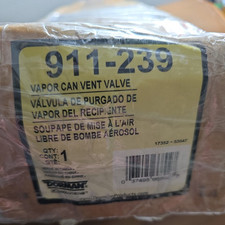 911-239
VAPOR CAN VENT VALVE
VÁLVULA DE PURGADO DE
VAPOR DEL RECIPIENTE
SOUPAPE DE MISE À L'AIR
LIBRE DE BOMBE AÉROSOL
QTY
CONT 1
QTÉ
DORMAN